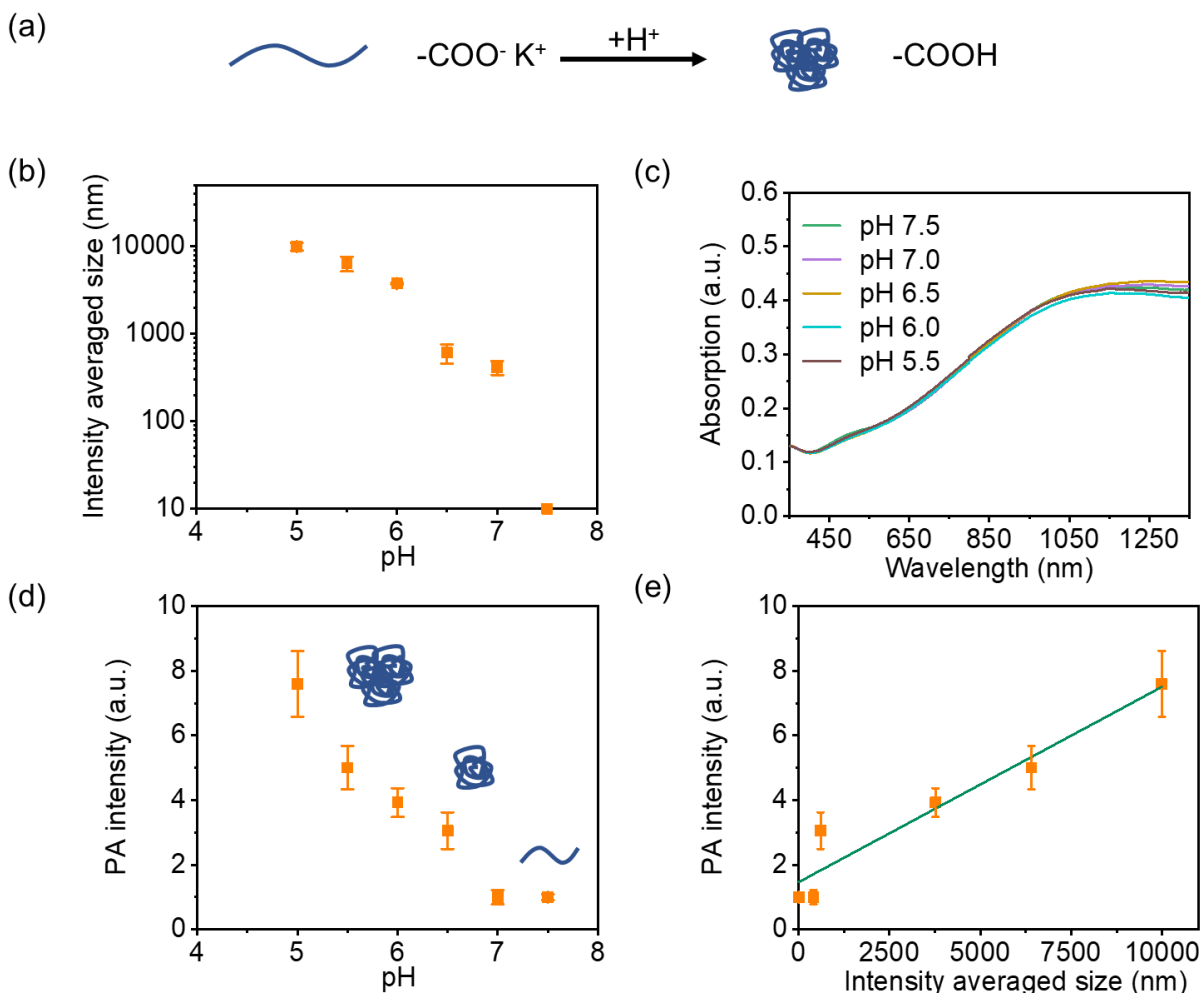 (a)
-COO⁻ K⁺
+H⁺
-COOH
(b)
Intensity averaged size (nm)
10000
1000
100
10
4 5 6 7 8
pH
(c)
Absorption (a.u.)
0.6
0.5
0.4
0.3
0.2
0.1
0.0
pH 7.5
pH 7.0
pH 6.5
pH 6.0
pH 5.5
450 650 850 1050 1250
Wavelength (nm)
(d)
PA intensity (a.u.)
10
8
6
4
2
0
4 5 6 7 8
pH
(e)
PA intensity (a.u.)
10
8
6
4
2
0
0 2500 5000 7500 10000
Intensity averaged size (nm)